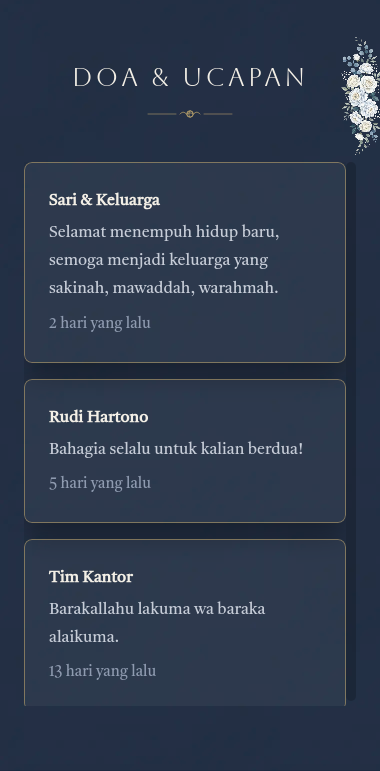 DOA & UCAPAN
Sari & Keluarga
Selamat menempuh hidup baru,
semoga menjadi keluarga yang
sakinah, mawaddah, warahmah.
2 hari yang lalu
Rudi Hartono
Bahagia selalu untuk kalian berdua!
5 hari yang lalu
Tim Kantor
Barakallahu lakuma wa baraka
alaikuma.
13 hari yang lalu